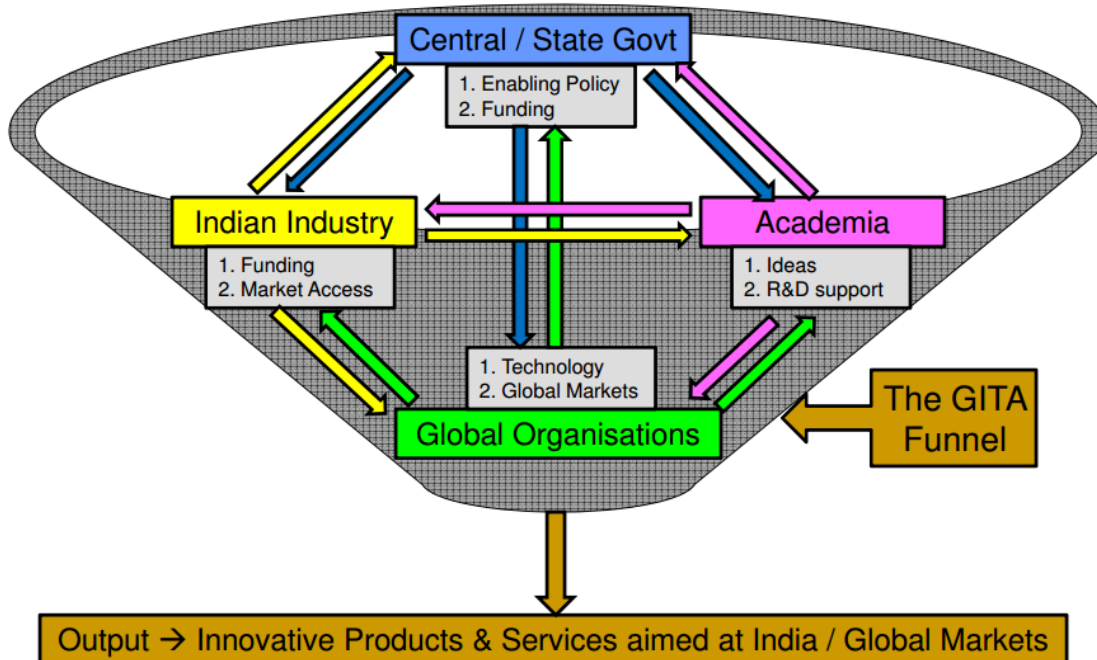 Central / State Govt
1. Enabling Policy
2. Funding
Indian Industry
1. Funding
2. Market Access
Academia
1. Ideas
2. R&D support
1. Technology
2. Global Markets
Global Organisations
The GITA
Funnel
Output → Innovative Products & Services aimed at India / Global Markets